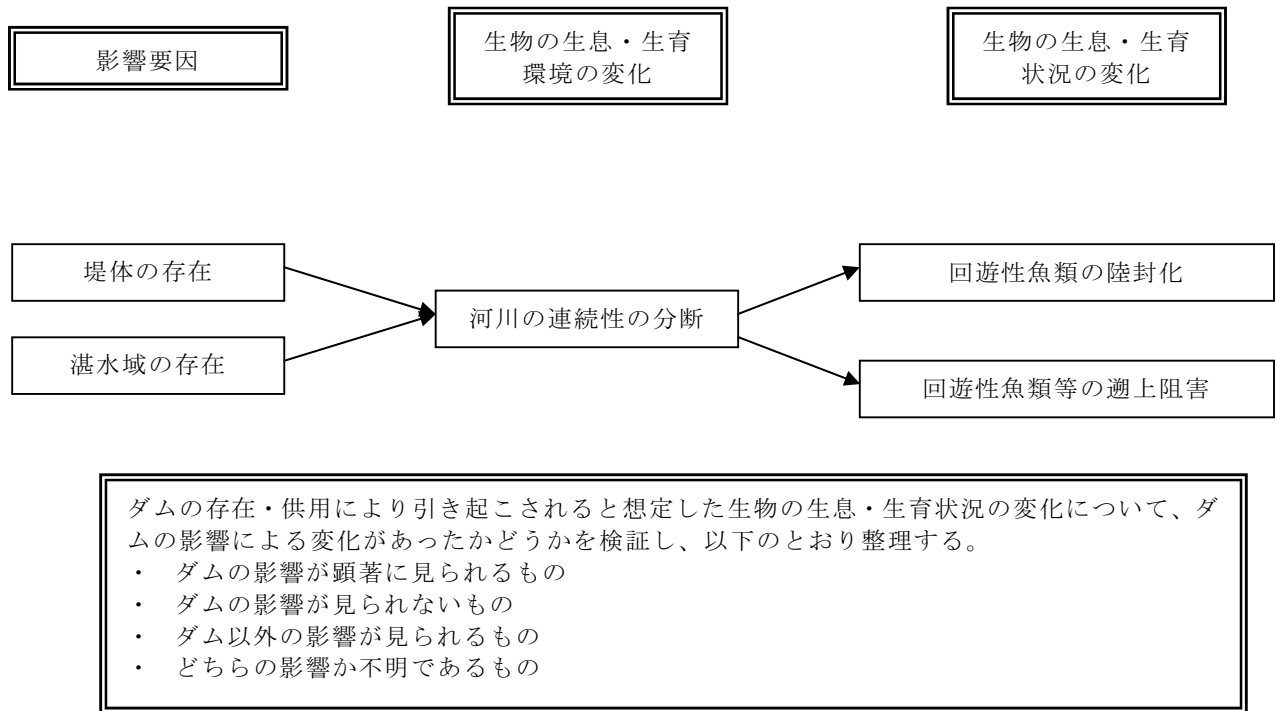 影響要因
生物の生息・生育
環境の変化
生物の生息・生育
状況の変化
堤体の存在
湛水域の存在
河川の連続性の分断
回遊性魚類の陸封化
回遊性魚類等の遡上阻害
ダムの存在・供用により引き起こされると想定した生物の生息・生育状況の変化について、ダ
ムの影響による変化があったかどうかを検証し、以下のとおり整理する。
・ ダムの影響が顕著に見られるもの
・ ダムの影響が見られないもの
・ ダム以外の影響が見られるもの
・ どちらの影響か不明であるもの